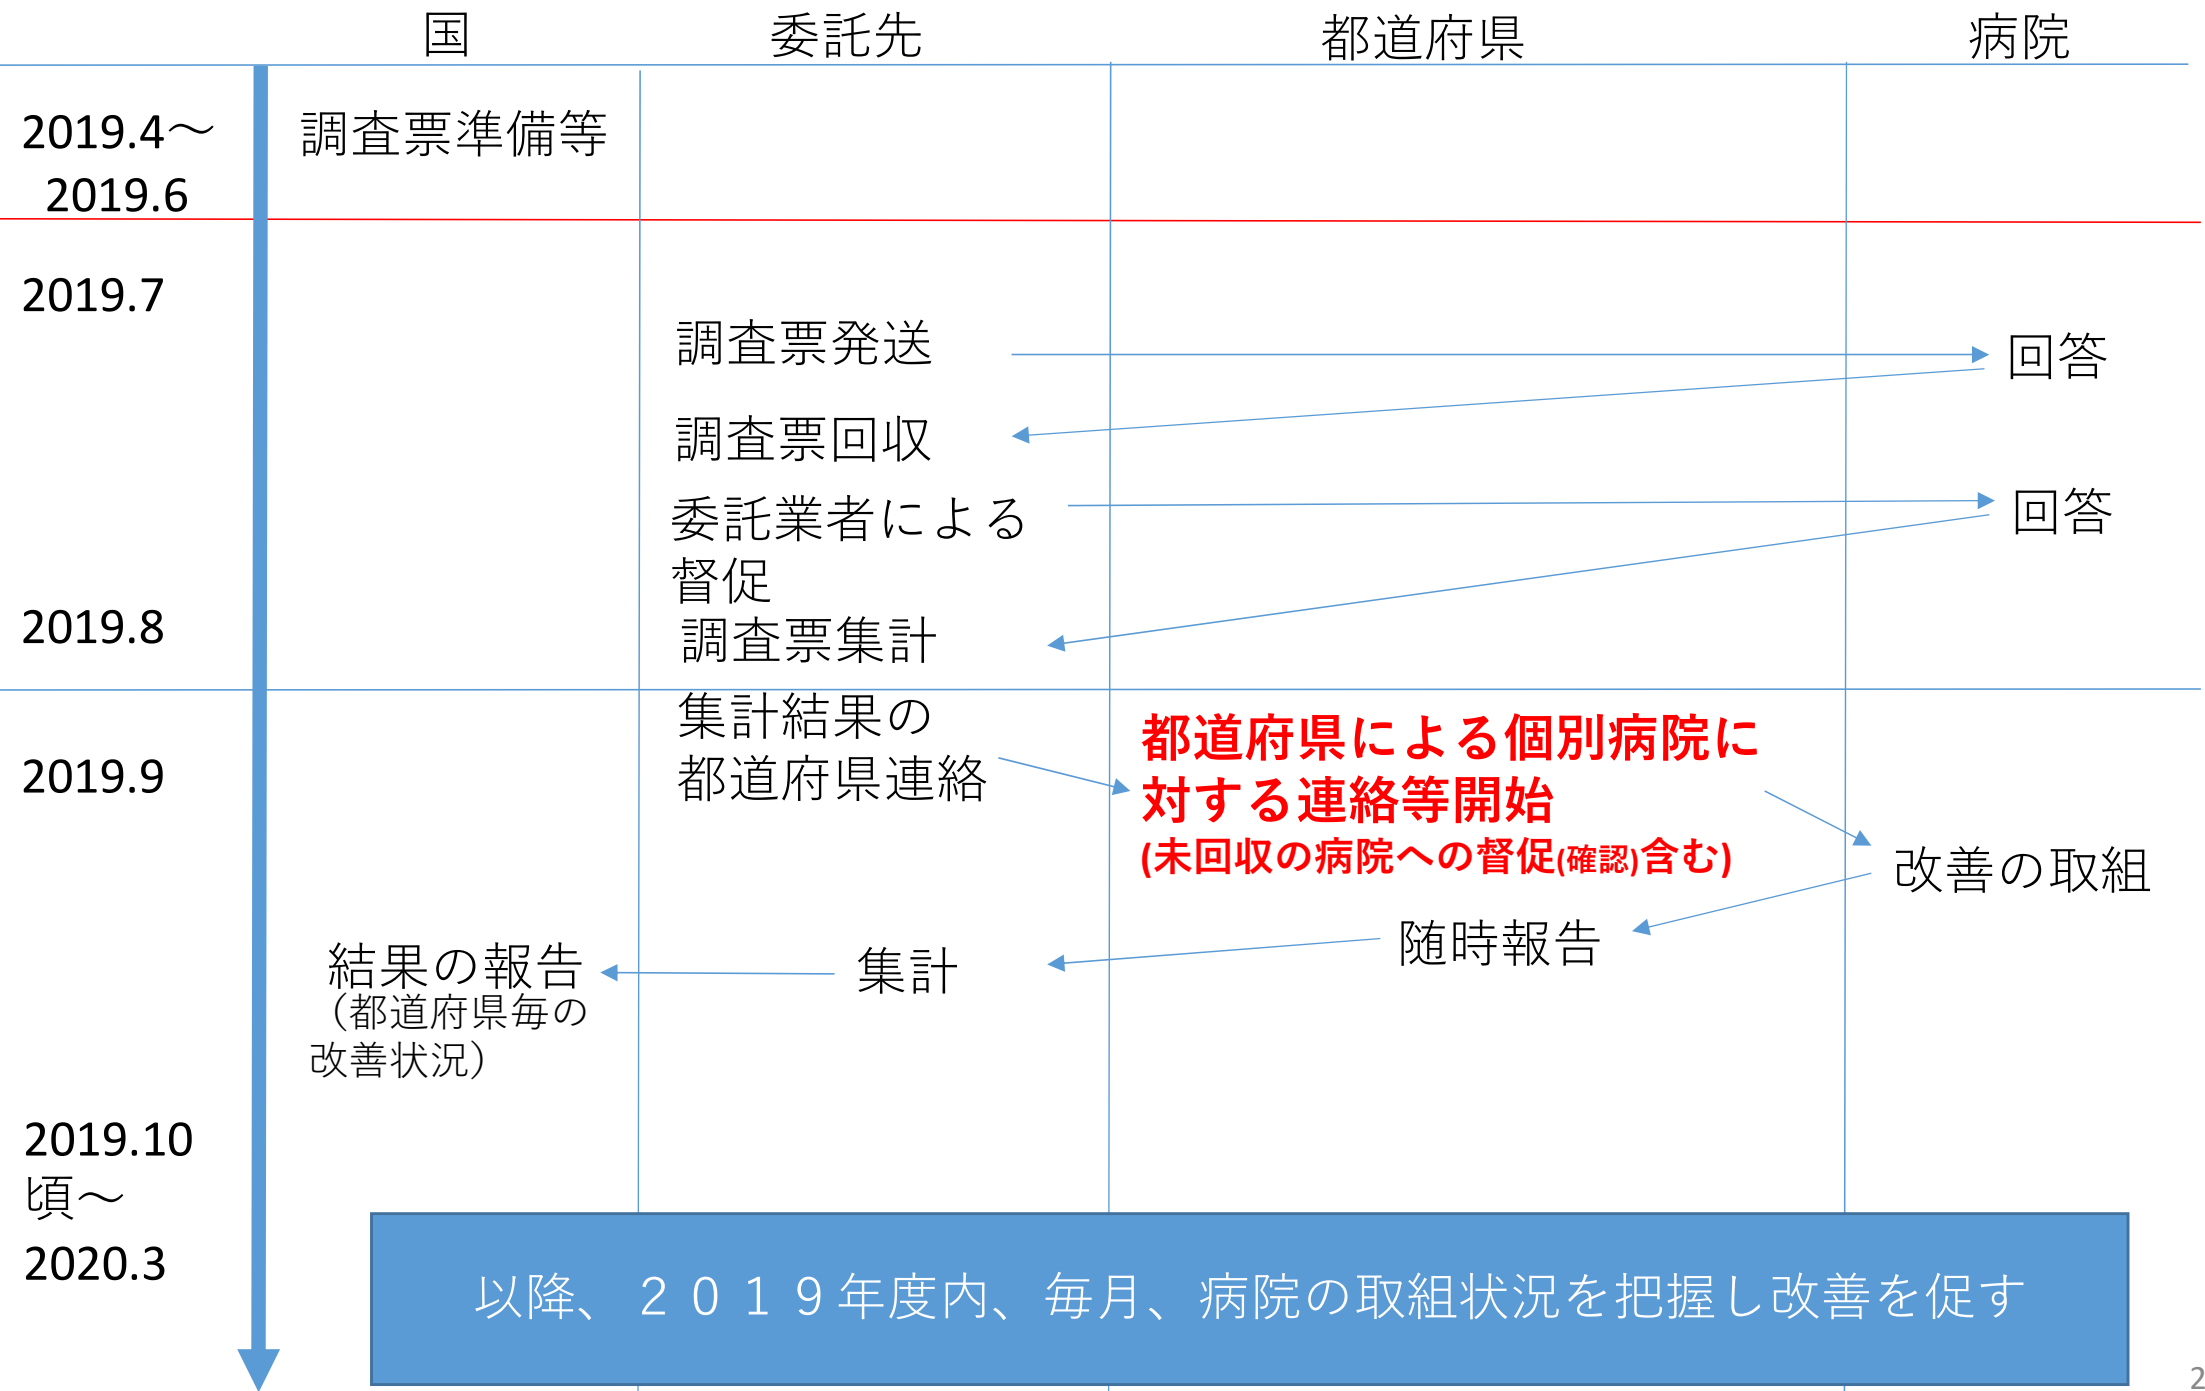 国 委託先 都道府県 病院
2019.4～ 調査票準備等
2019.6
2019.7
調査票発送 回答
調査票回収
委託業者による 回答
督促
2019.8 調査票集計
集計結果の
2019.9 都道府県連絡
都道府県による個別病院に
対する連絡等開始
(未回収の病院への督促(確認)含む)
改善の取組
随時報告
結果の報告 集計
（都道府県毎の
改善状況）
2019.10
頃～
2020.3
以降、２０１９年度内、毎月、病院の取組状況を把握し改善を促す
2